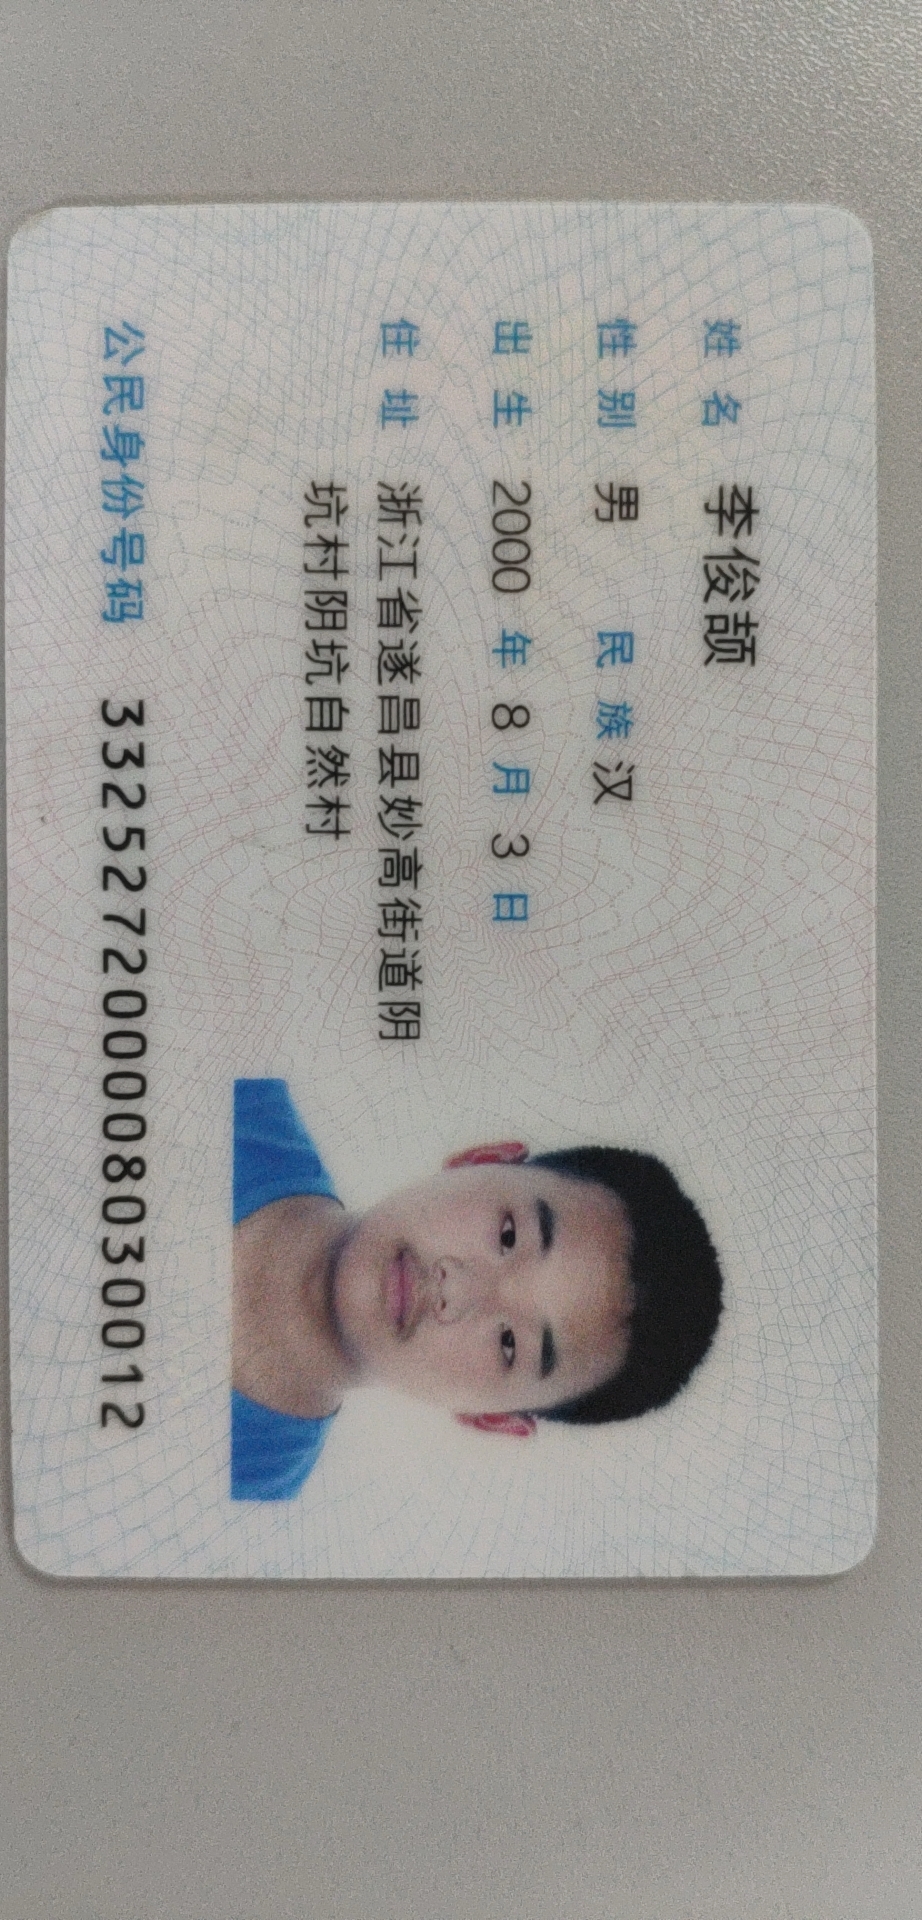 姓名 李俊颉
性别 男 民族 汉
出生 2000 年 8 月 3 日
住址 浙江省遂昌县妙高街道阴
坑村阴坑自然村
公民身份号码 332527200008030012